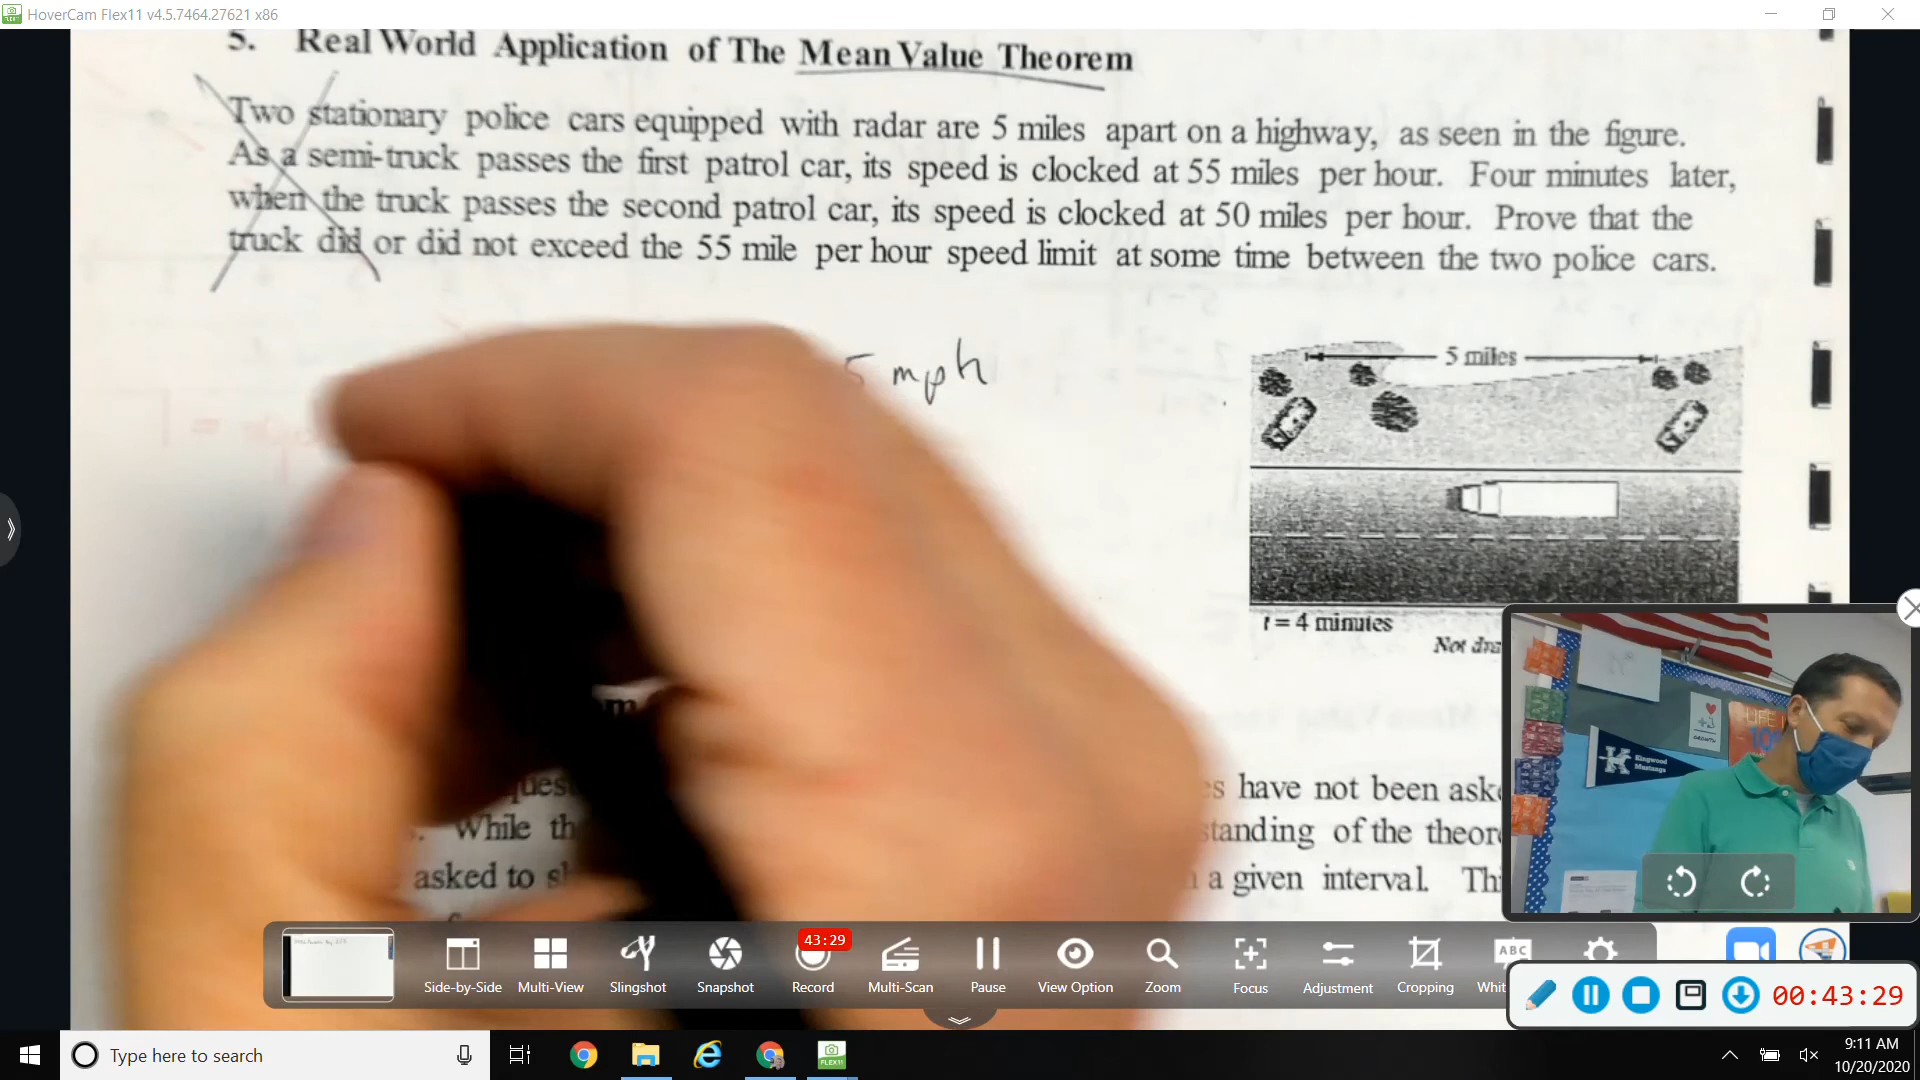 HoverCam Flex11 v4.5.7464.27621 x86
5. Real World Application of The Mean Value Theorem
Two stationary police cars equipped with radar are 5 miles apart on a highway, as seen in the figure.
As a semi-truck passes the first patrol car, its speed is clocked at 55 miles per hour. Four minutes later,
when the truck passes the second patrol car, its speed is clocked at 50 miles per hour. Prove that the
truck did or did not exceed the 55 mile per hour speed limit at some time between the two police cars.
5 mph
5 miles
t = 4 minutes
Not
have not been
While
of the
asked to
a given interval.
LIFE
GROWTH
Kingwood
Mustangs
43:29
Side-by-Side
Multi-View
Slingshot
Snapshot
Record
Multi-Scan
Pause
View Option
Zoom
Focus
Adjustment
Cropping
ABC
00:43:29
Type here to search
FLEX11
9:11 AM
10/20/2020